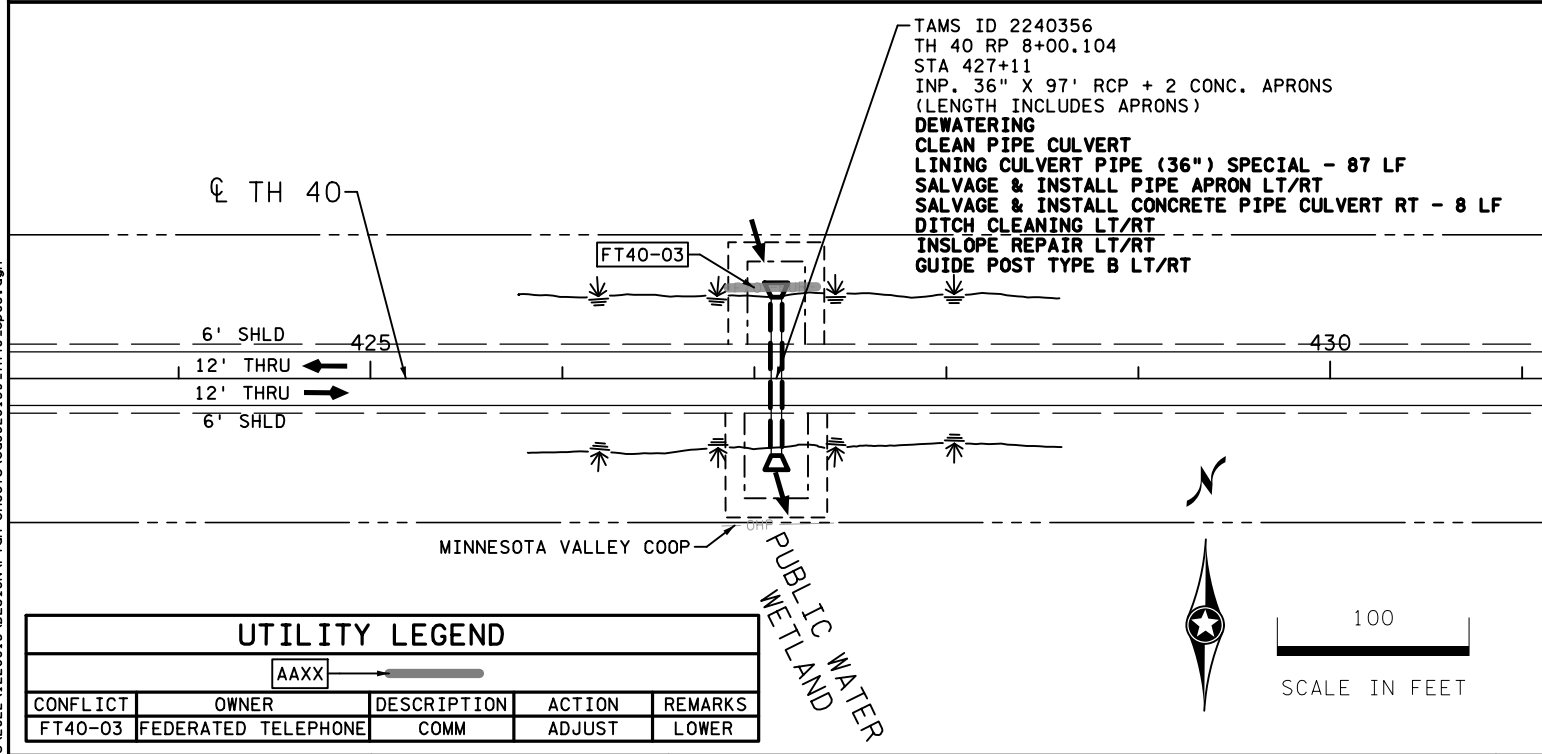 TAMS ID 2240356
TH 40 RP 8+00.104
STA 427+11
INP. 36" X 97' RCP + 2 CONC. APRONS
(LENGTH INCLUDES APRONS)
DEWATERING
CLEAN PIPE CULVERT
LINING CULVERT PIPE (36") SPECIAL - 87 LF
SALVAGE & INSTALL PIPE APRON LT/RT
SALVAGE & INSTALL CONCRETE PIPE CULVERT RT - 8 LF
DITCH CLEANING LT/RT
INSLOPE REPAIR LT/RT
GUIDE POST TYPE B LT/RT
℄ TH 40
FT40-03
6' SHLD
425
430
12' THRU
12' THRU
6' SHLD
OHP
MINNESOTA VALLEY COOP
PUBLIC WATER
WETLAND
N
100
SCALE IN FEET
UTILITY LEGEND
AAXX
CONFLICT OWNER DESCRIPTION ACTION REMARKS
FT40-03 FEDERATED TELEPHONE COMM ADJUST LOWER